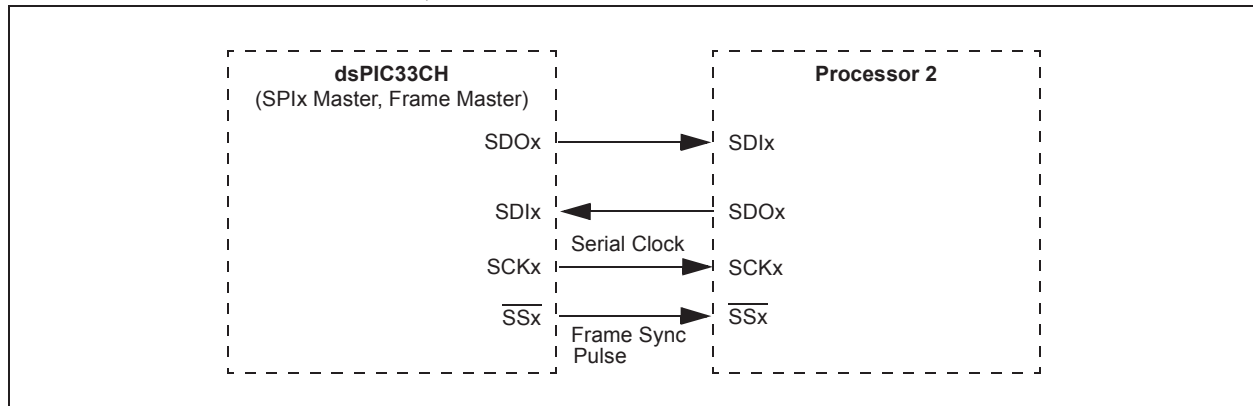 dsPIC33CH
(SPIx Master, Frame Master)
Processor 2
SDOx
SDIx
SDIx
SDOx
Serial Clock
SCKx
SCKx
SSx
SSx
Frame Sync
Pulse